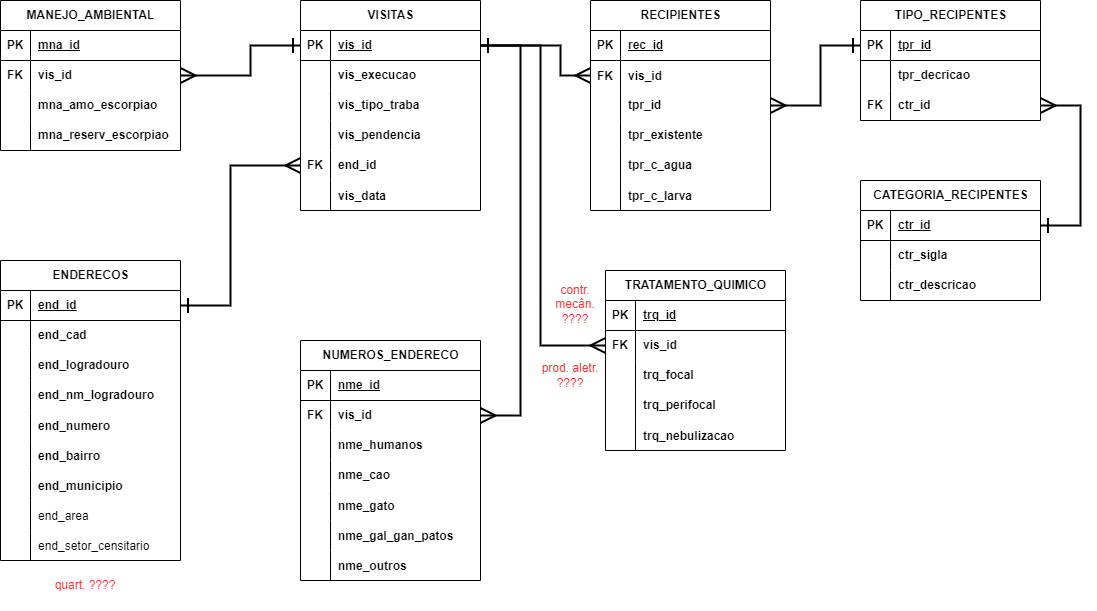 MANEJO_AMBIENTAL
PK mna_id
FK vis_id
mna_amo_escorpiao
mna_reserv_escorpiao
VISITAS
PK vis_id
vis_execucao
vis_tipo_traba
vis_pendencia
FK end_id
vis_data
RECIPIENTES
PK rec_id
FK vis_id
tpr_id
tpr_existente
tpr_c_agua
tpr_c_larva
TIPO_RECIPENTES
PK tpr_id
tpr_decricao
FK ctr_id
CATEGORIA_RECIPENTES
PK ctr_id
ctr_sigla
ctr_descricao
ENDERECOS
PK end_id
end_cad
end_logradouro
end_nm_logradouro
end_numero
end_bairro
end_municipio
end_area
end_setor_censitario
quart. ????
NUMEROS_ENDERECO
PK nme_id
FK vis_id
nme_humanos
nme_cao
nme_gato
nme_gal_gan_patos
nme_outros
contr.
mecân.
????
prod. aletr.
????
TRATAMENTO_QUIMICO
PK trq_id
FK vis_id
trq_focal
trq_perifocal
trq_nebulizacao